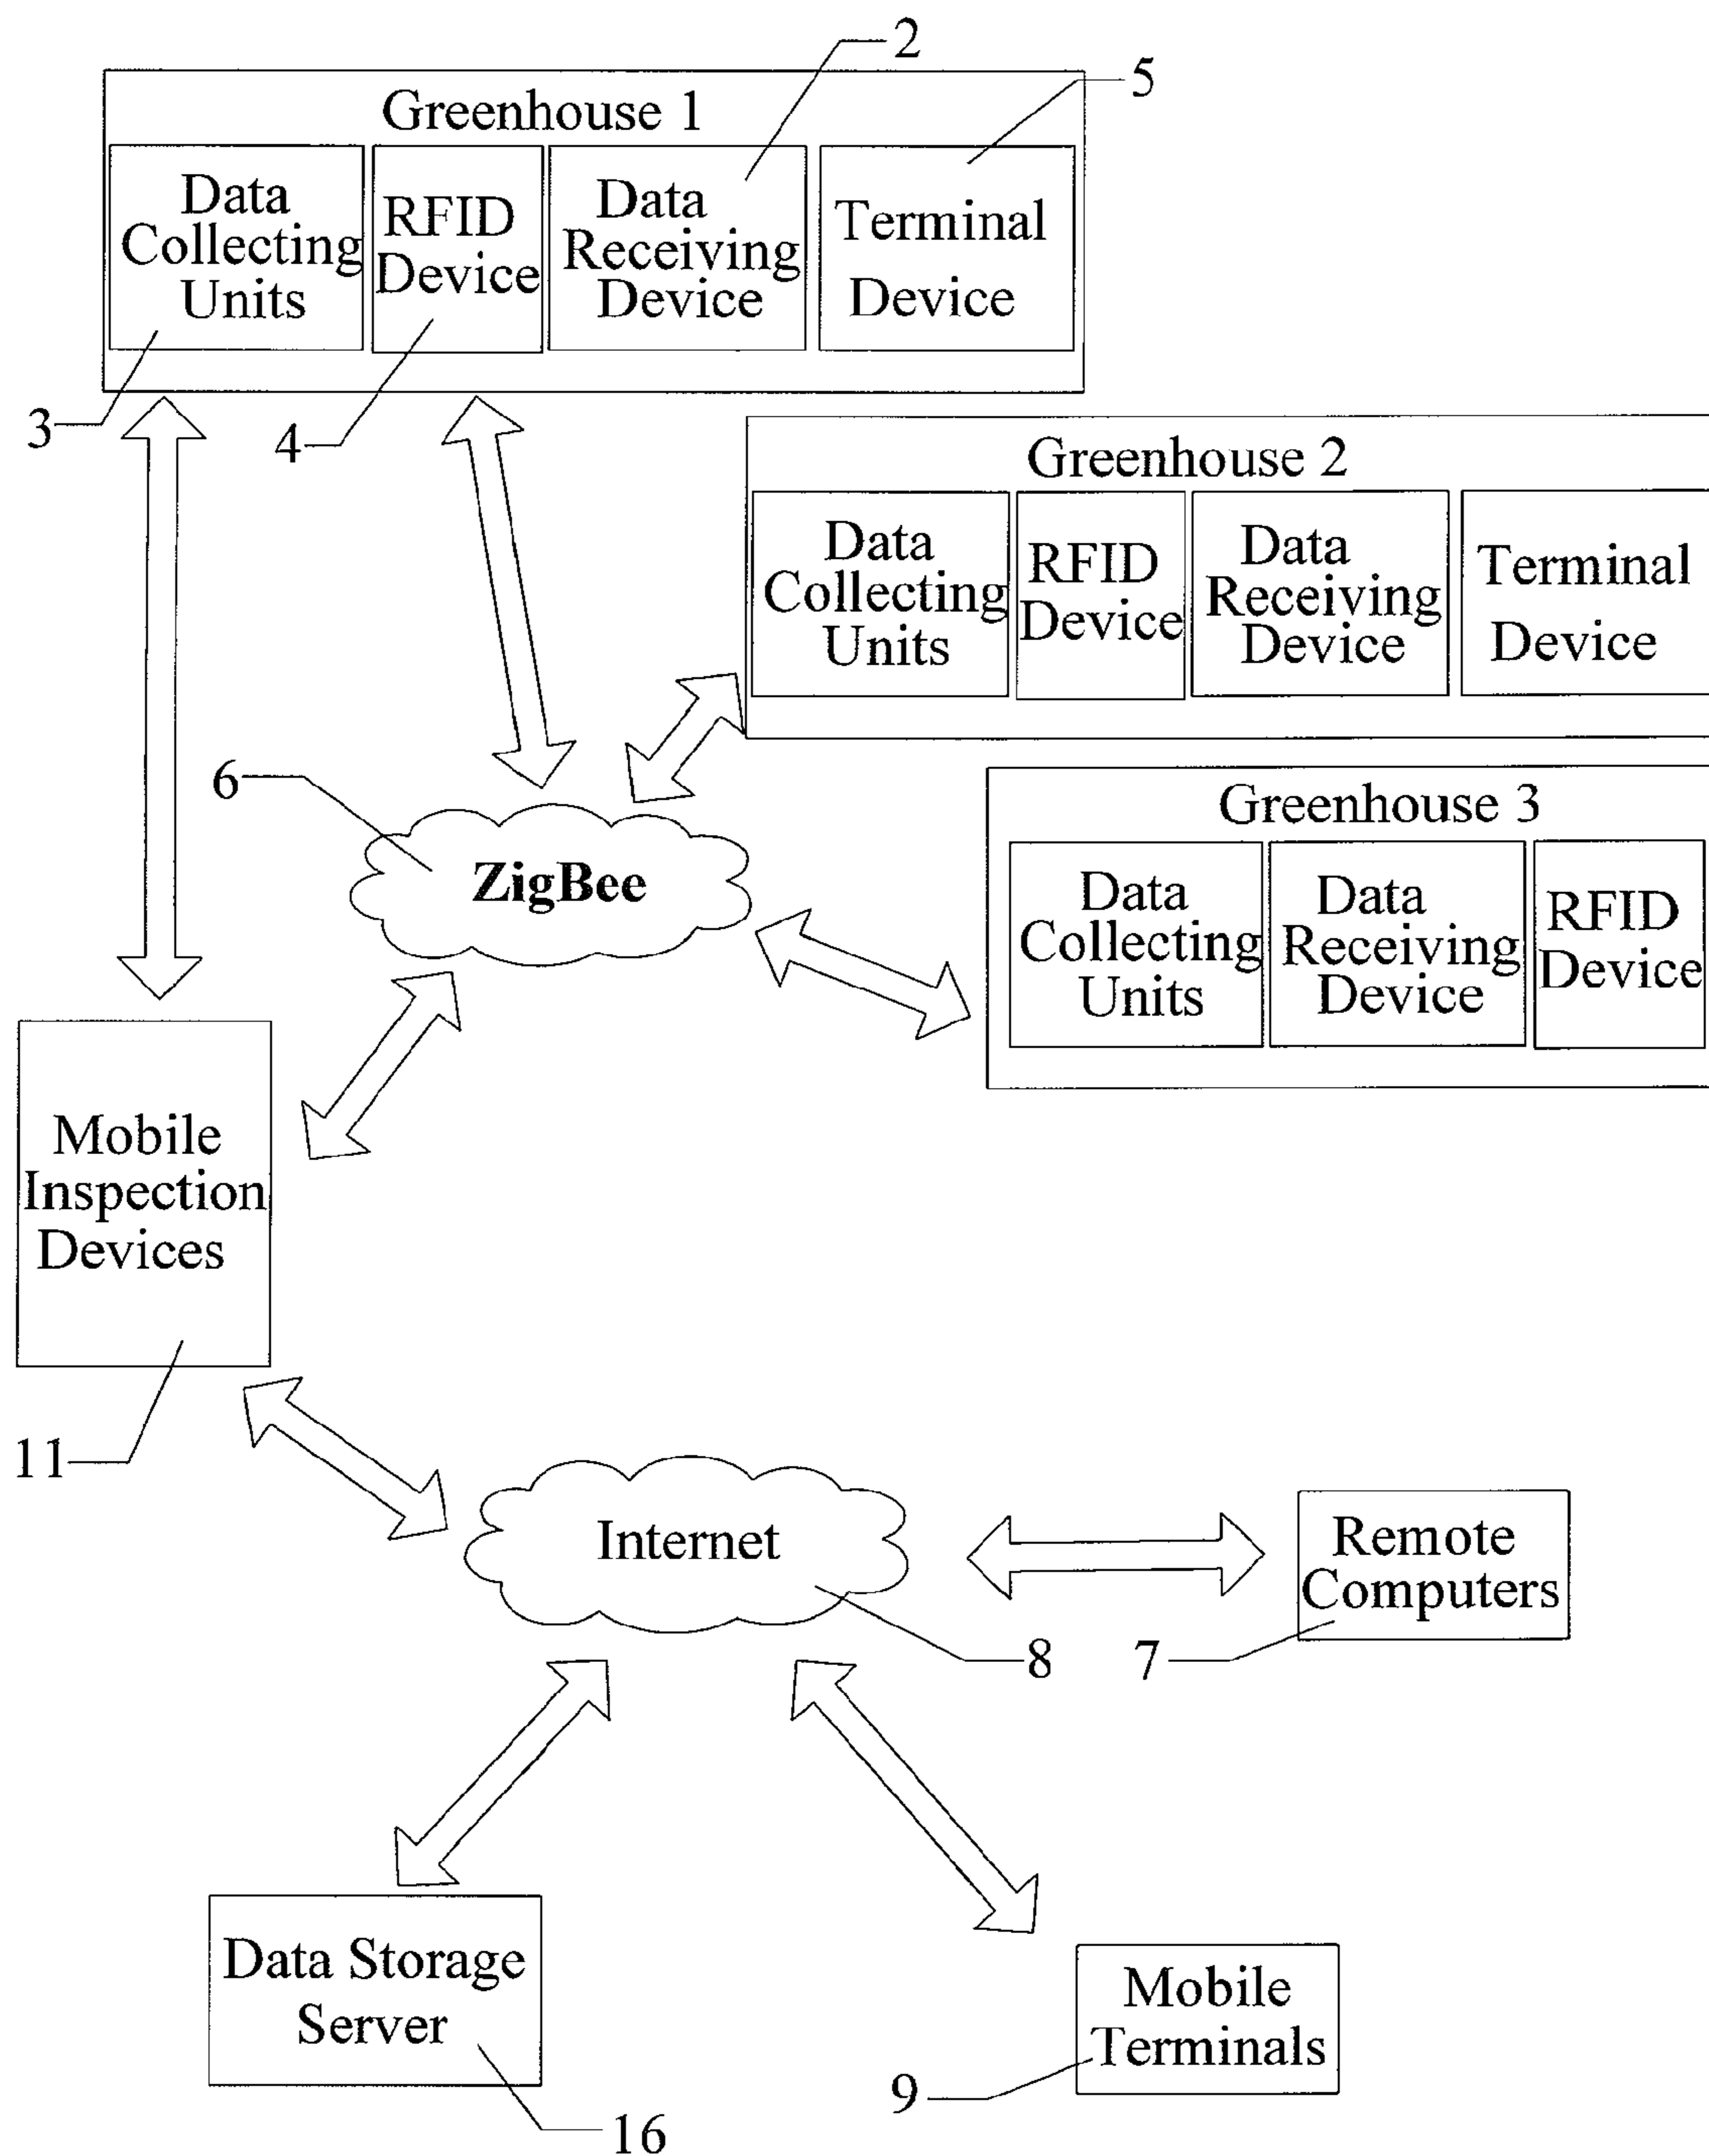 2
5
Greenhouse 1
Data
Collecting
Units
RFID
Device
Data
Receiving
Device
Terminal
Device
3
4
Greenhouse 2
Data
Collecting
Units
RFID
Device
Data
Receiving
Device
Terminal
Device
6
ZigBee
Greenhouse 3
Data
Collecting
Units
Data
Receiving
Device
RFID
Device
Mobile
Inspection
Devices
11
Internet
8
Remote
Computers
7
Data Storage
Server
16
Mobile
Terminals
9